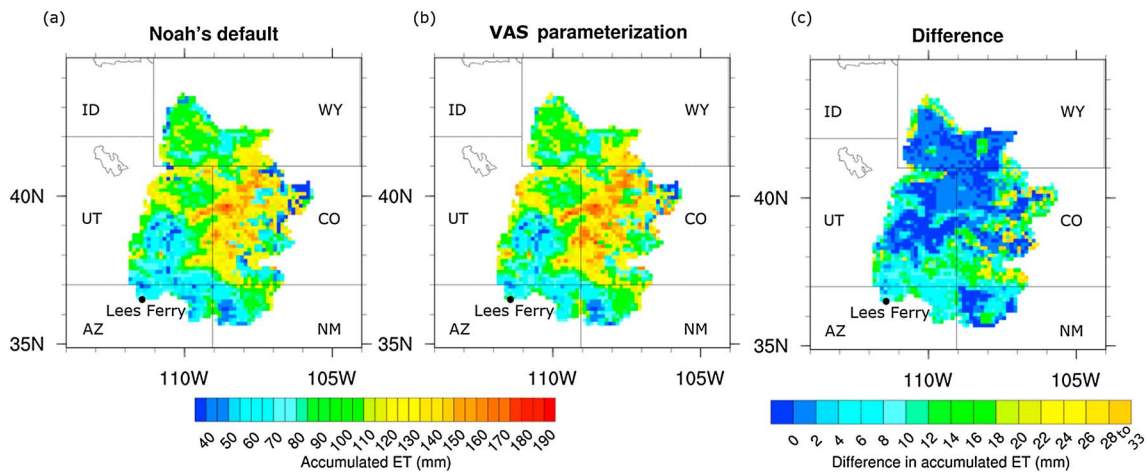 (a) (b) (c)
Noah's default VAS parameterization Difference
ID WY ID WY ID WY
40N 40N
UT CO UT CO UT CO
Lees Ferry Lees Ferry Lees Ferry
AZ NM AZ NM AZ NM
35N 35N
110W 105W 110W 105W 110W 105W
40 50 60 70 80 90 100 110 120 130 140 150 160 170 180 190
0 2 4 6 8 10 12 14 16 18 20 22 24 26 28 to 33
Accumulated ET (mm) Difference in accumulated ET (mm)